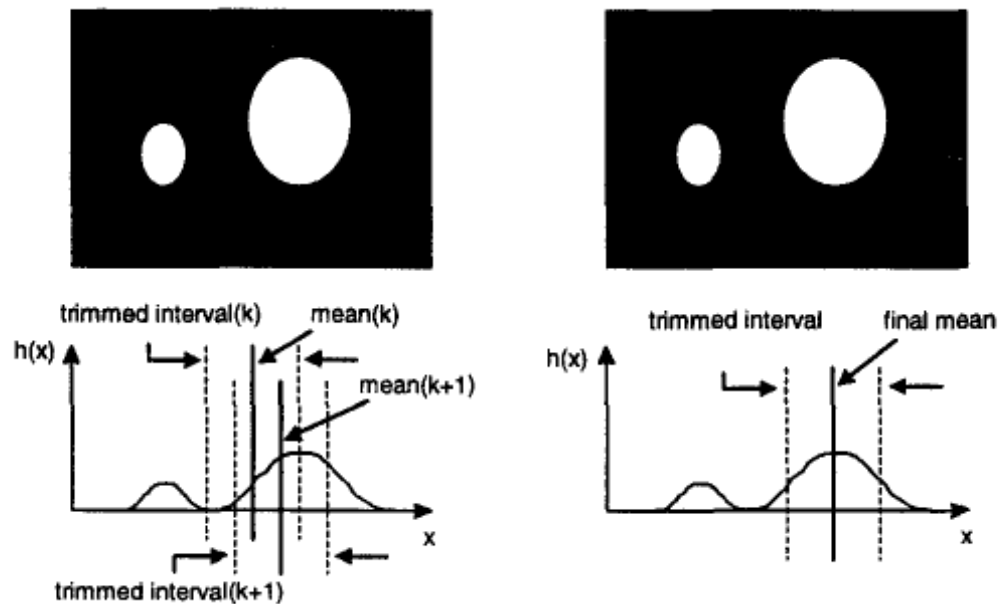 trimmed interval(k)
mean(k)
h(x)
mean(k+1)
x
trimmed interval(k+1)
trimmed interval
final mean
h(x)
x